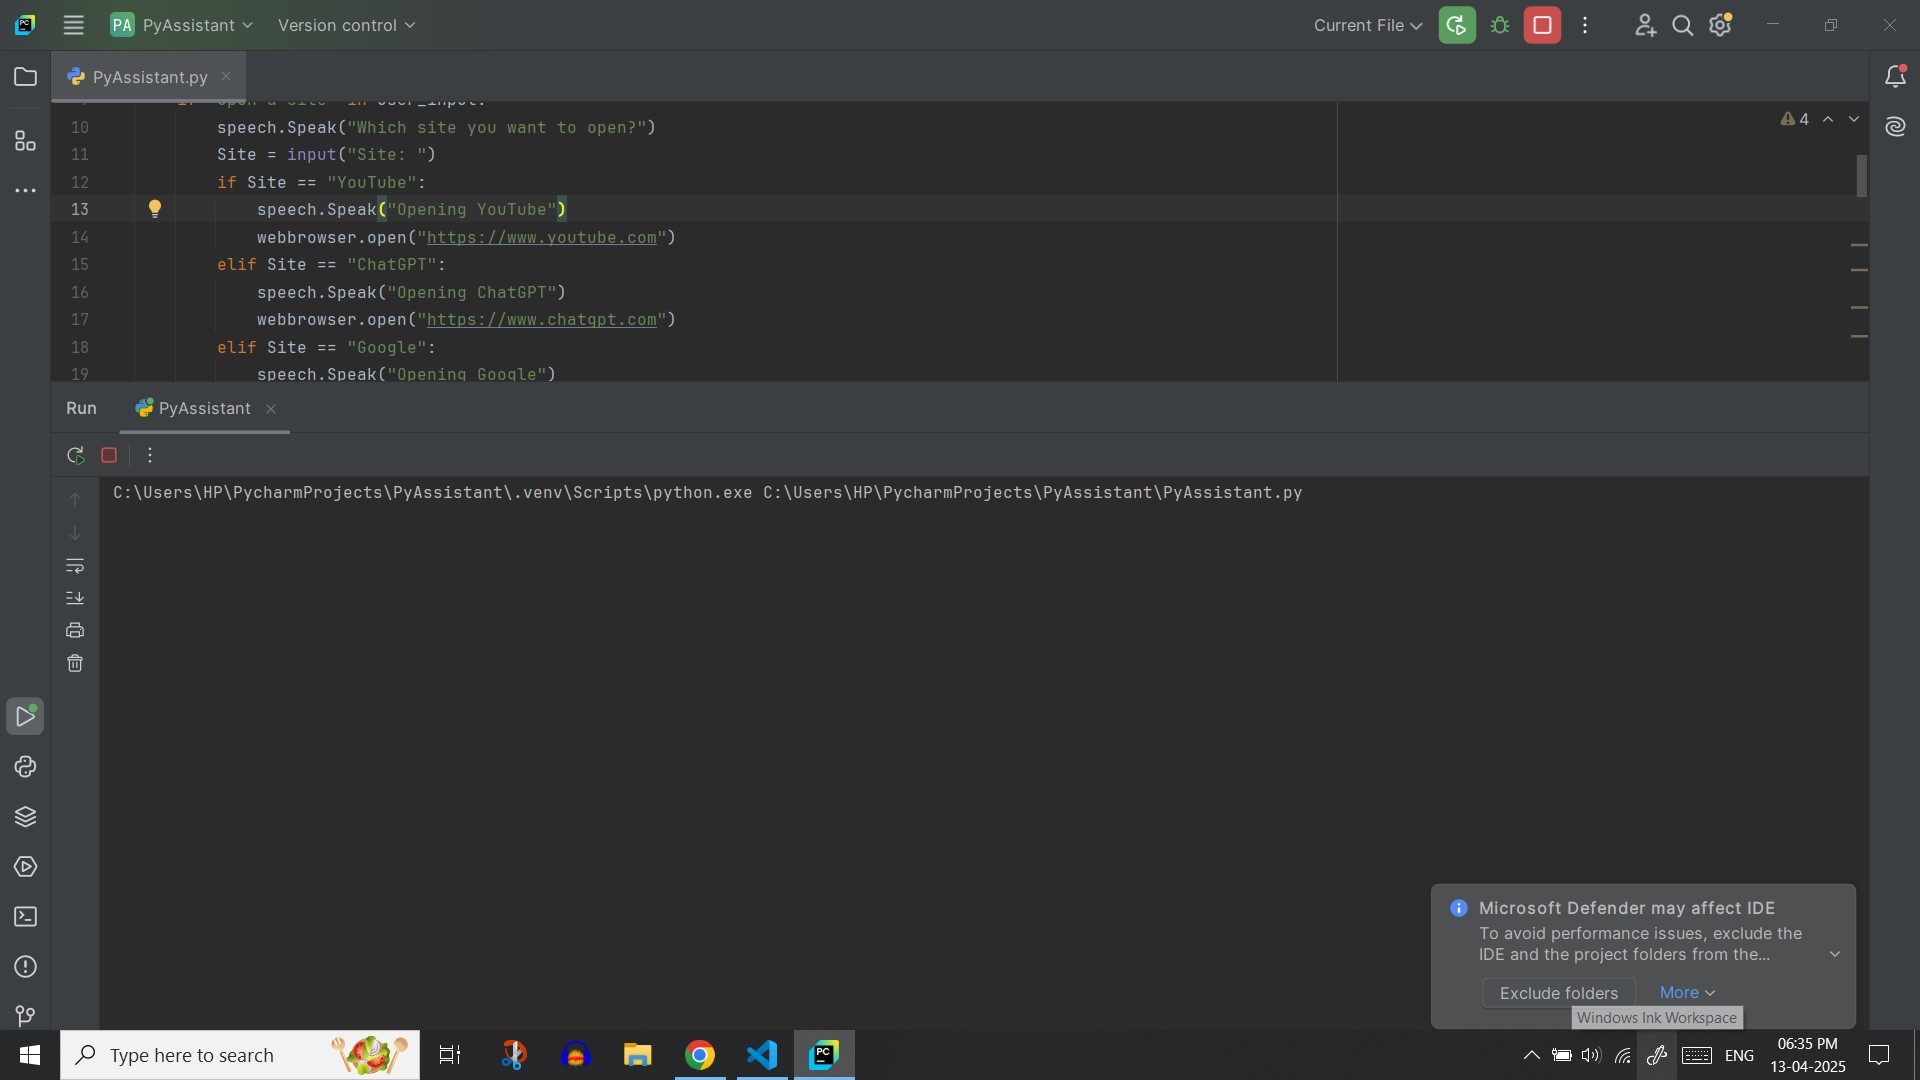 PC
PA PyAssistant Version control Current File
PyAssistant.py
10 speech.Speak("Which site you want to open?") 4
11 Site = input("Site: ")
12 if Site == "YouTube":
13 speech.Speak("Opening YouTube")
14 webbrowser.open("https://www.youtube.com")
15 elif Site == "ChatGPT":
16 speech.Speak("Opening ChatGPT")
17 webbrowser.open("https://www.chatgpt.com")
18 elif Site == "Google":
19 speech.Speak("Opening Google")
Run PyAssistant
C:\Users\HP\PycharmProjects\PyAssistant\.venv\Scripts\python.exe C:\Users\HP\PycharmProjects\PyAssistant\PyAssistant.py
Microsoft Defender may affect IDE
To avoid performance issues, exclude the
IDE and the project folders from the...
Exclude folders More
Windows Ink Workspace
Type here to search PC ENG 06:35 PM
13-04-2025